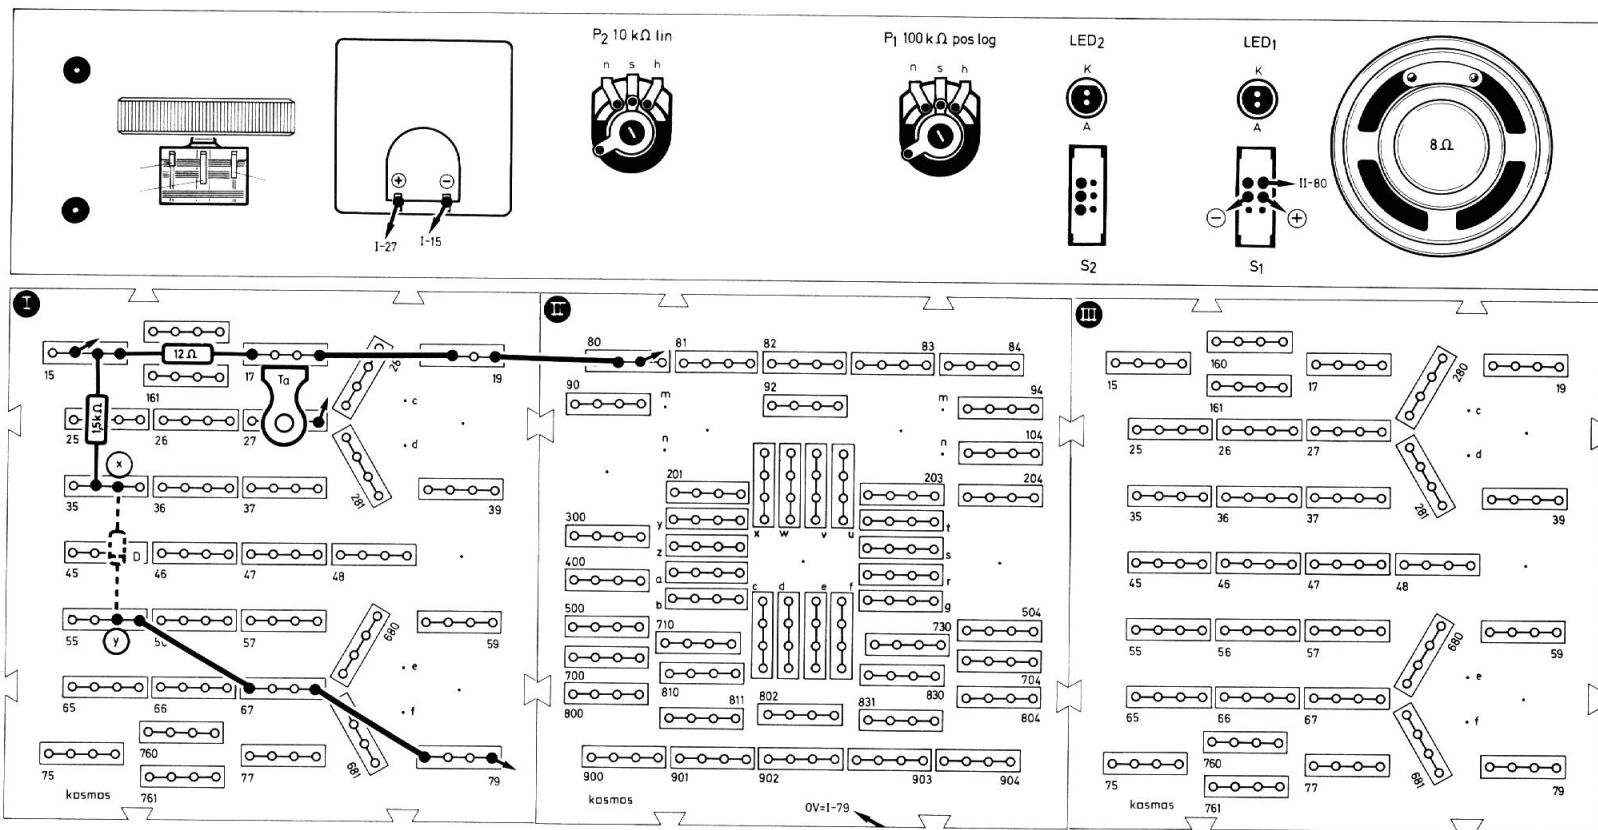 P₂ 10 kΩ lin
n s h
P₁ 100 kΩ pos log
n s h
LED₂
K
A
S₂
LED₁
K
A
II-80
−
+
S₁
8Ω
+ −
I-27
I-15
I
15
12 Ω
161
17
Ta
26
19
c
25
1,5kΩ
26
27
d
x
35
36
37
281
39
45
D
46
47
48
55
y
56
57
680
59
e
65
66
67
f
760
75
77
681
79
761
kosmos
II
80
81
82
83
84
90
m
92
m
94
n
n
104
201
203
204
300
y
x
w
v
u
t
z
s
400
a
c
d
e
f
r
b
g
500
710
730
504
700
810
811
802
831
830
704
800
804
900
901
902
903
904
kosmos
0V=I-79
III
15
160
161
17
280
19
c
25
26
27
d
35
36
37
281
39
45
46
47
48
55
56
57
680
59
e
65
66
67
f
760
75
77
681
79
761
kosmos